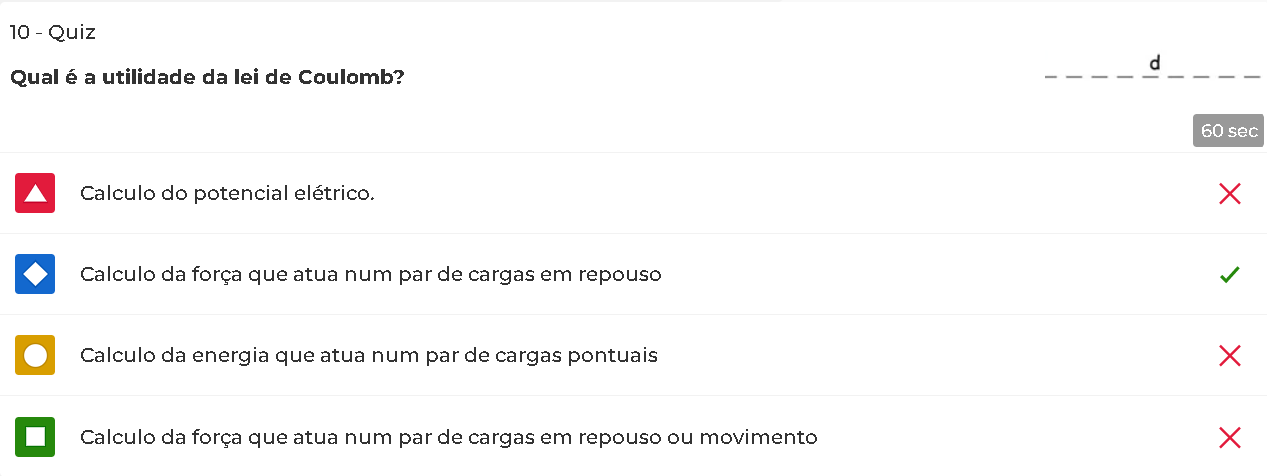 10 - Quiz
Qual é a utilidade da lei de Coulomb?
d
60 sec
Calculo do potencial elétrico.
Calculo da força que atua num par de cargas em repouso
Calculo da energia que atua num par de cargas pontuais
Calculo da força que atua num par de cargas em repouso ou movimento